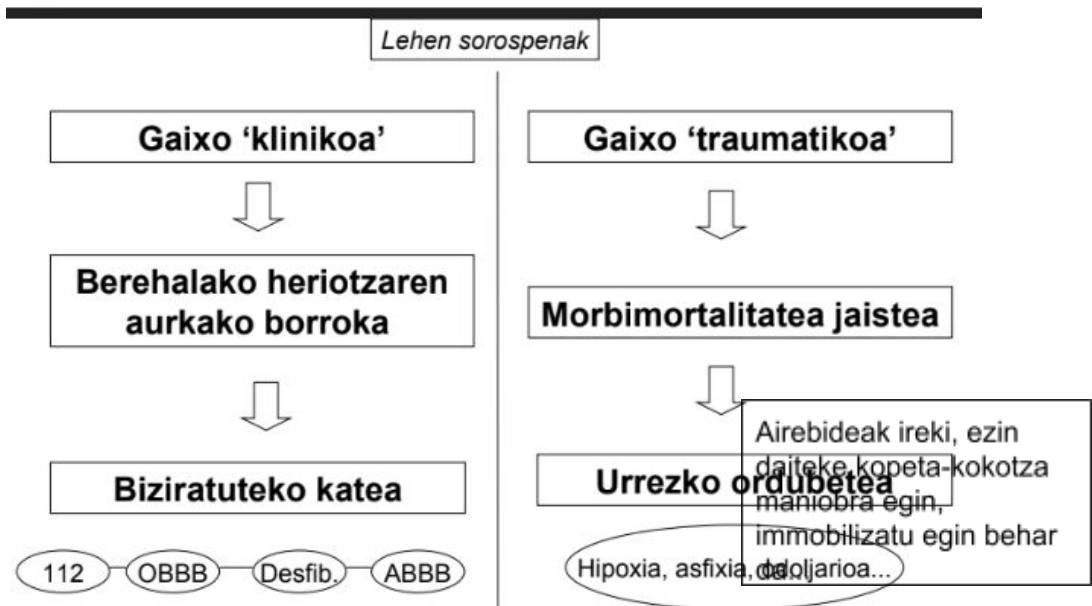 Lehen sorospenak
Gaixo ‘klinikoa’
Berehalako heriotzaren
aurkako borroka
Biziratuteko katea
112
OBBB
Desfib.
ABBB
Gaixo ‘traumatikoa’
Morbimortalitatea jaistea
Urrezko ordubetea
Hipoxia, asfixia, odoljarioa...
Airebideak ireki, ezin
daiteke kopeta-kokotza
maniobra egin,
immobilizatu egin behar
da...